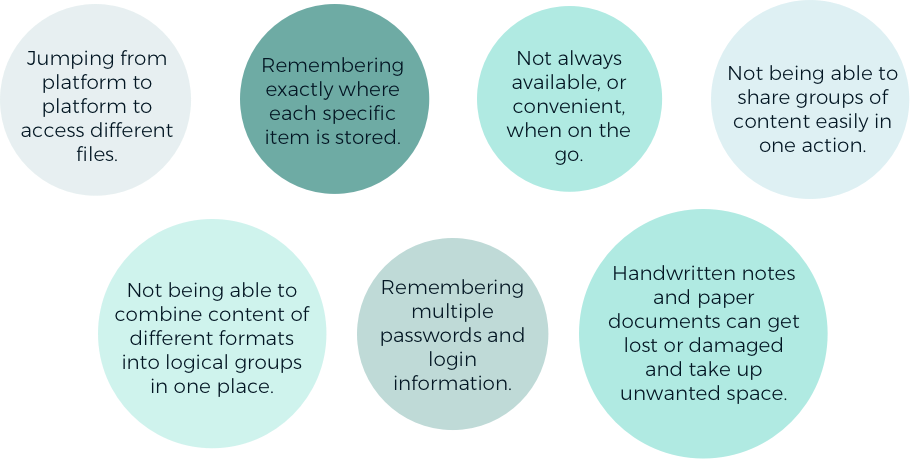 Jumping from
platform to
platform to
access different
files.
Remembering
exactly where
each specific
item is stored.
Not always
available, or
convenient,
when on the
go.
Not being able to
share groups of
content easily in
one action.
Not being able to
combine content of
different formats
into logical groups
in one place.
Remembering
multiple
passwords and
login
information.
Handwritten notes
and paper
documents can get
lost or damaged
and take up
unwanted space.